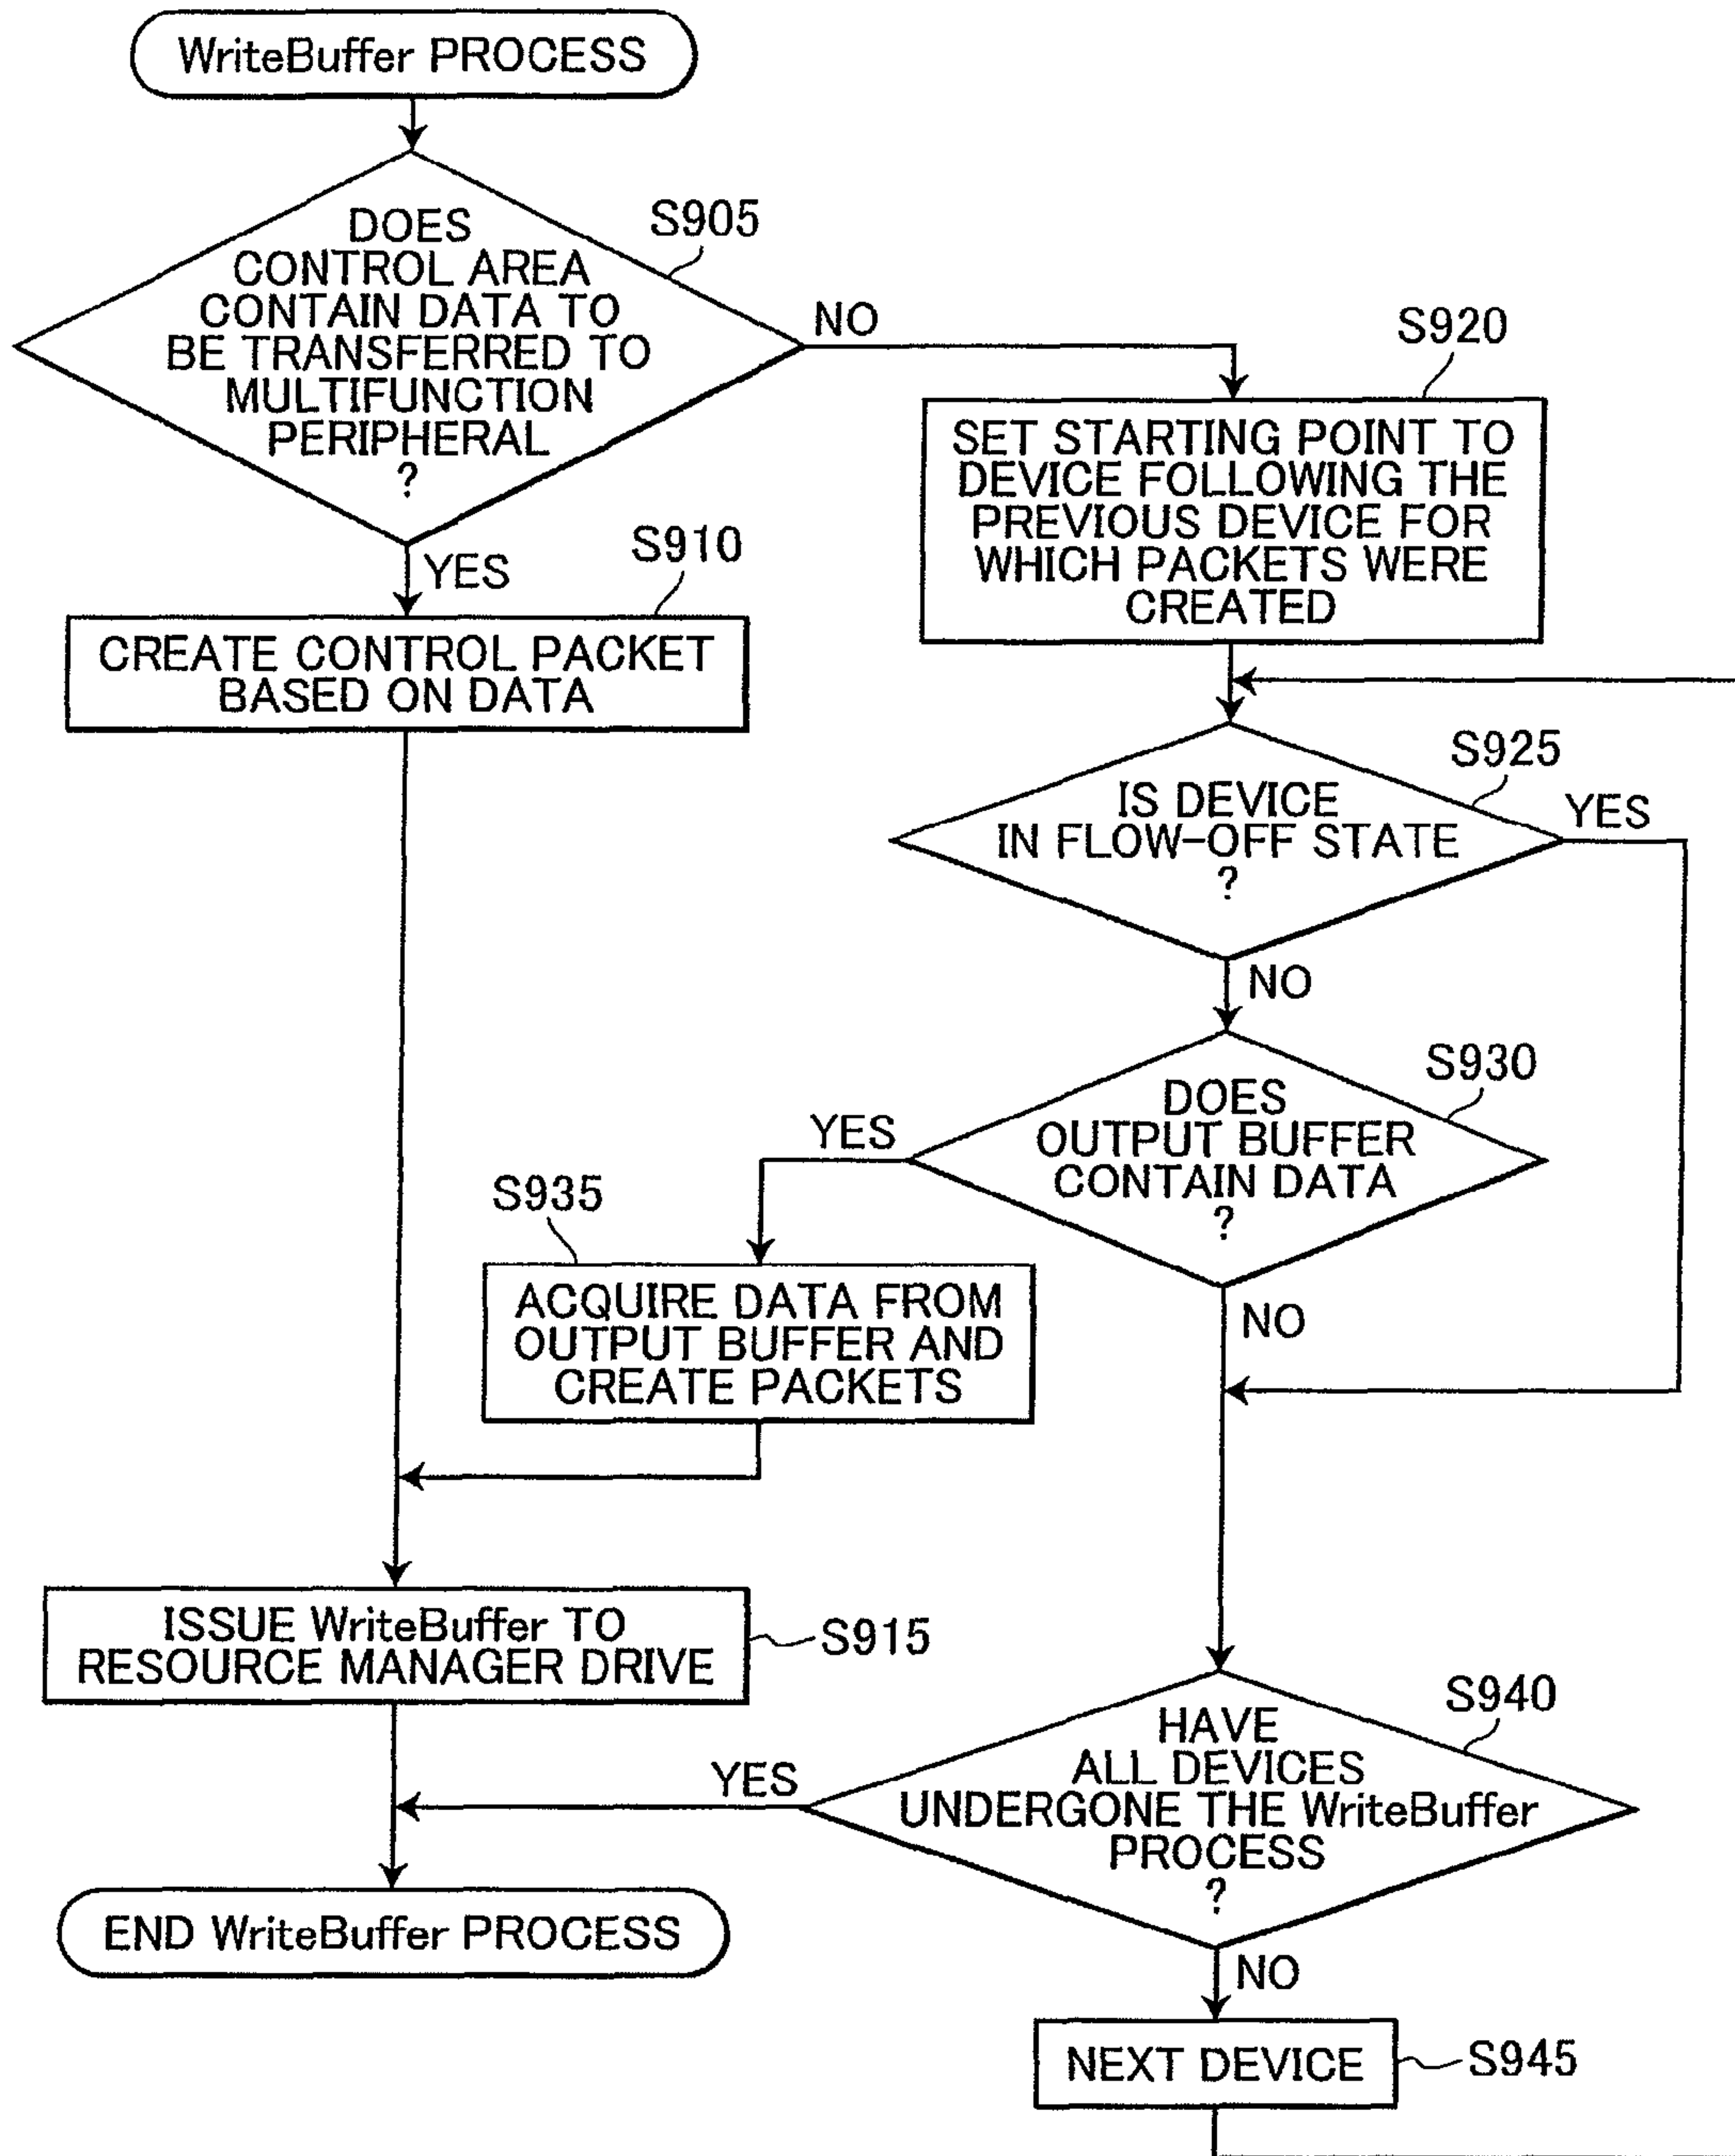 WriteBuffer PROCESS
DOES
CONTROL AREA
CONTAIN DATA TO
BE TRANSFERRED TO
MULTIFUNCTION
PERIPHERAL
?
S905
NO
YES
S910
CREATE CONTROL PACKET
BASED ON DATA
S920
SET STARTING POINT TO
DEVICE FOLLOWING THE
PREVIOUS DEVICE FOR
WHICH PACKETS WERE
CREATED
S925
IS DEVICE
IN FLOW-OFF STATE
?
YES
NO
S930
DOES
OUTPUT BUFFER
CONTAIN DATA
?
YES
NO
S935
ACQUIRE DATA FROM
OUTPUT BUFFER AND
CREATE PACKETS
ISSUE WriteBuffer TO
RESOURCE MANAGER DRIVE
S915
S940
HAVE
ALL DEVICES
UNDERGONE THE WriteBuffer
PROCESS
?
YES
NO
END WriteBuffer PROCESS
NEXT DEVICE
S945